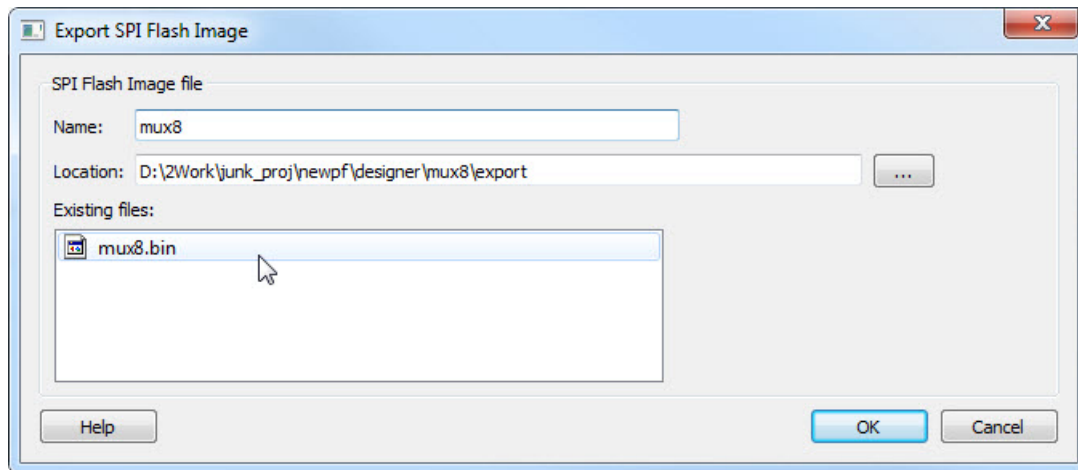 Export SPI Flash Image
SPI Flash Image file
Name: mux8
Location: D:\2Work\junk_proj\newpf\designer\mux8\export ...
Existing files:
mux8.bin
Help OK Cancel